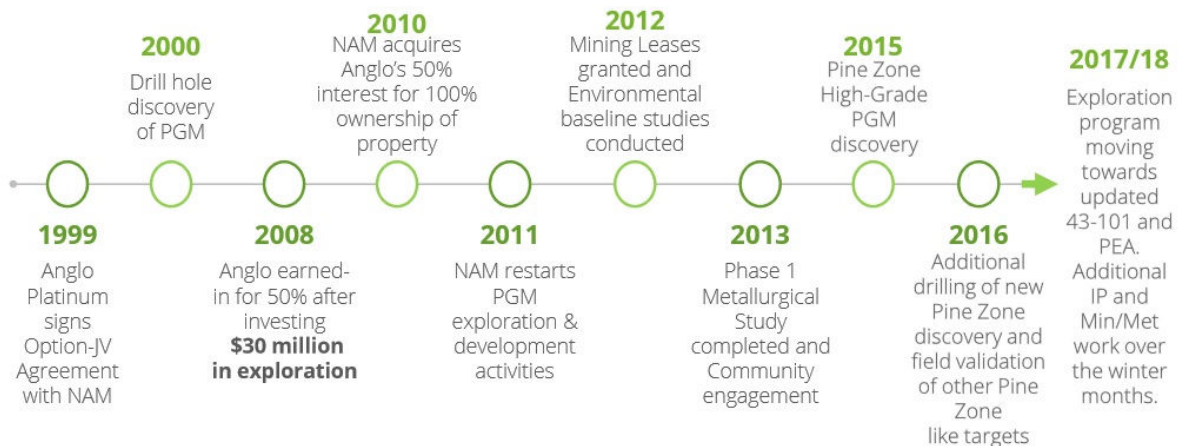 1999
Anglo
Platinum
signs
Option-JV
Agreement
with NAM
2000
Drill hole
discovery
of PGM
2008
Anglo earned-
in for 50% after
investing
$30 million
in exploration
2010
NAM acquires
Anglo's 50%
interest for 100%
ownership of
property
2011
NAM restarts
PGM
exploration &
development
activities
2012
Mining Leases
granted and
Environmental
baseline studies
conducted
2013
Phase 1
Metallurgical
Study
completed and
Community
engagement
2015
Pine Zone
High-Grade
PGM
discovery
2016
Additional
drilling of new
Pine Zone
discovery and
field validation
of other Pine
Zone
like targets
2017/18
Exploration
program
moving
towards
updated
43-101 and
PEA.
Additional
IP and
Min/Met
work over
the winter
months.